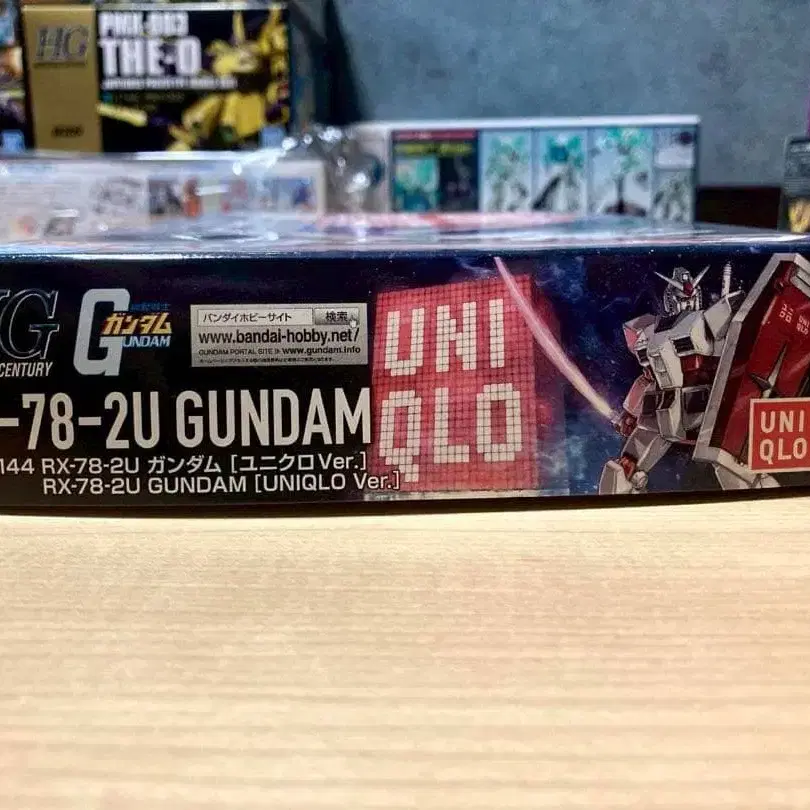 HG
PMX-003
THE-O
HG
CENTURY
G
ガンダム
GUNDAM
バンダイホビーサイト 検索
www.bandai-hobby.net/
GUNDAM PORTAL SITE
www.gundam.info
UNI
QLO
-78-2U GUNDAM
144 RX-78-2U ガンダム [ユニクロVer.]
RX-78-2U GUNDAM [UNIQLO Ver.]
UNI
QLO